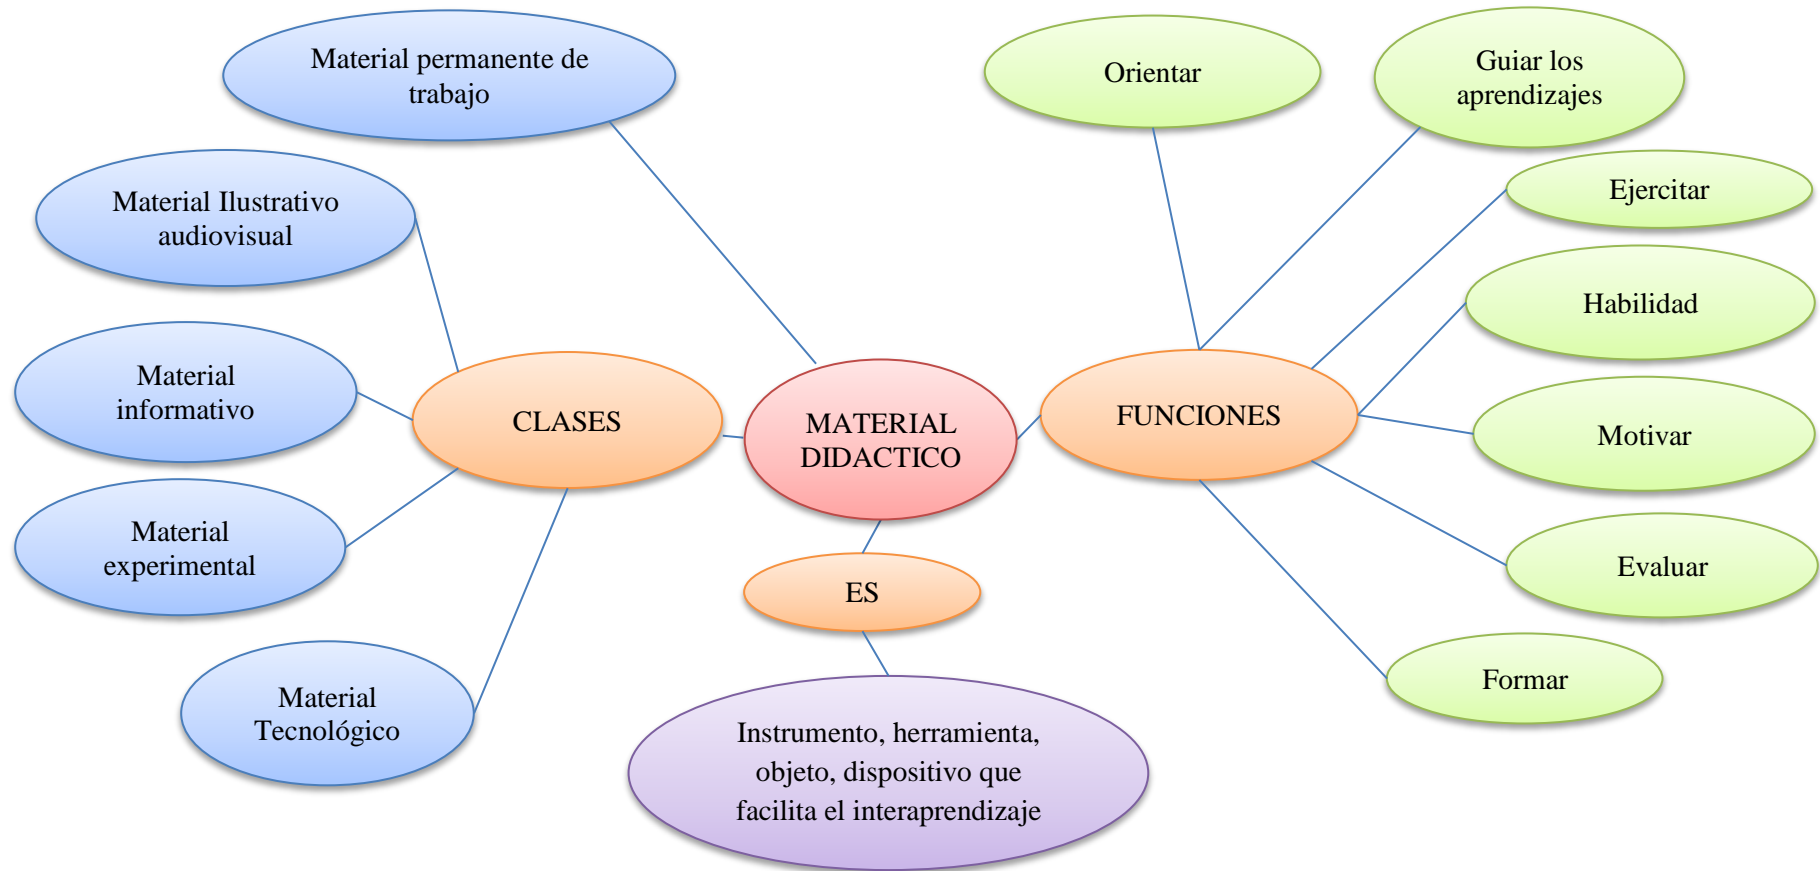 Material permanente de
trabajo
Orientar
Guiar los
aprendizajes
Material Ilustrativo
audiovisual
Ejercitar
Habilidad
Material
informativo
CLASES
MATERIAL
DIDACTICO
FUNCIONES
Motivar
Material
experimental
ES
Evaluar
Material
Tecnológico
Formar
Instrumento, herramienta,
objeto, dispositivo que
facilita el interaprendizaje